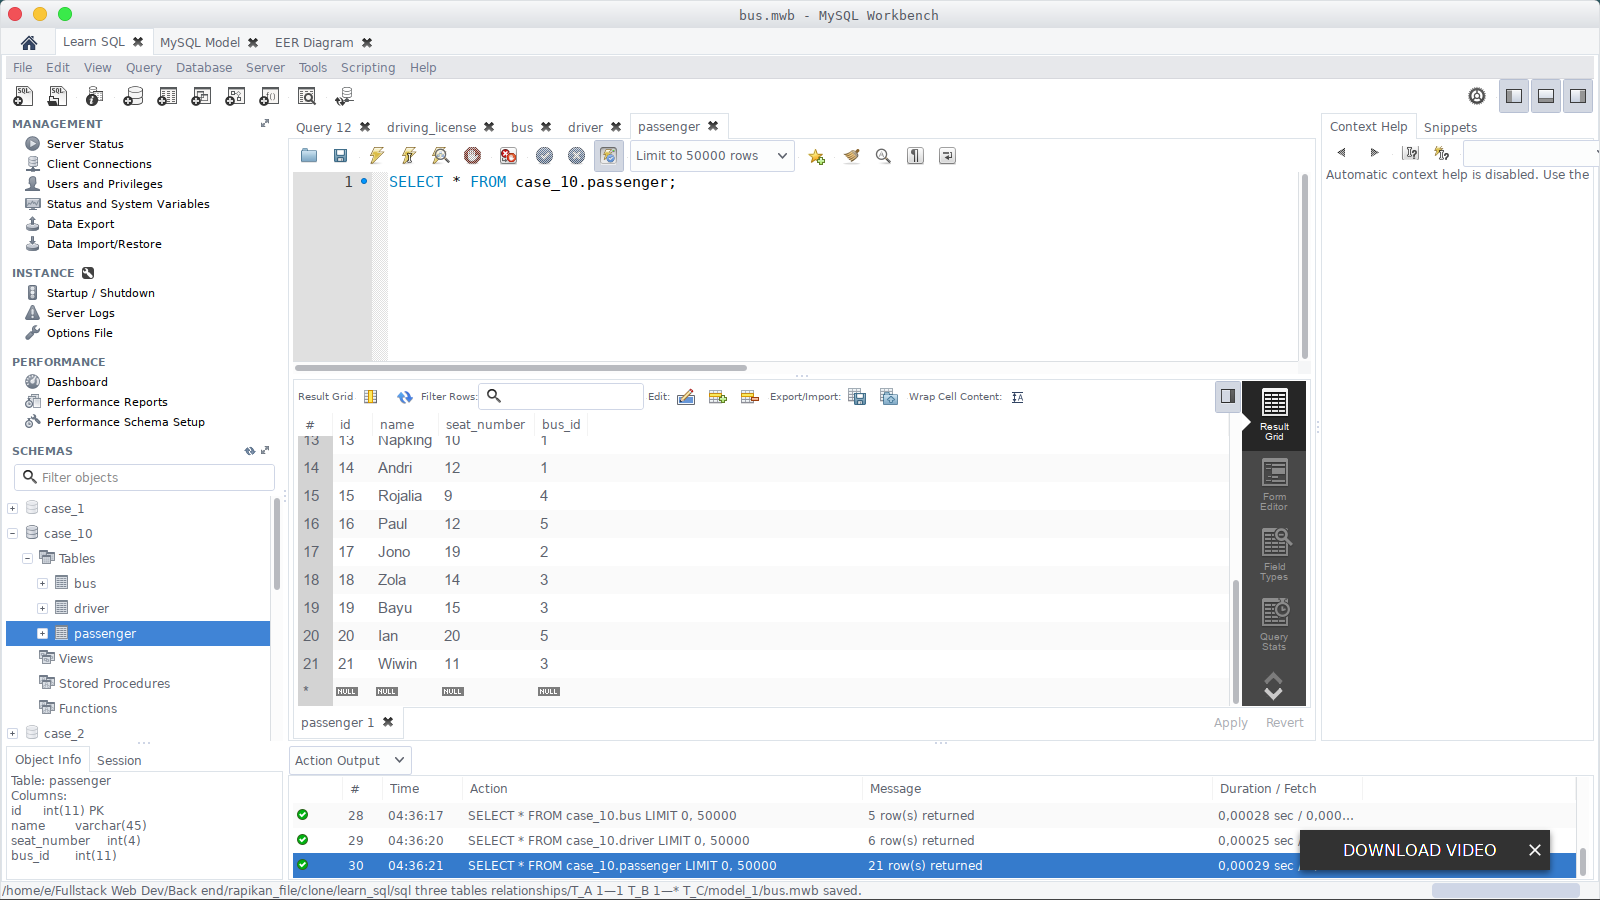 bus.mwb - MySQL Workbench
Learn SQL MySQL Model EER Diagram
File Edit View Query Database Server Tools Scripting Help
MANAGEMENT
Server Status
Client Connections
Users and Privileges
Status and System Variables
Data Export
Data Import/Restore
INSTANCE
Startup / Shutdown
Server Logs
Options File
PERFORMANCE
Dashboard
Performance Reports
Performance Schema Setup
SCHEMAS
Filter objects
case_1
case_10
Tables
bus
driver
passenger
Views
Stored Procedures
Functions
case_2
Object Info Session
Table: passenger
Columns:
id int(11) PK
name varchar(45)
seat_number int(4)
bus_id int(11)
Query 12 driving_license bus driver passenger
Limit to 50000 rows
1 SELECT * FROM case_10.passenger;
Result Grid Filter Rows: Edit: Export/Import: Wrap Cell Content:
# id name seat_number bus_id
13 13 Napking 10 1
14 14 Andri 12 1
15 15 Rojalia 9 4
16 16 Paul 12 5
17 17 Jono 19 2
18 18 Zola 14 3
19 19 Bayu 15 3
20 20 Ian 20 5
21 21 Wiwin 11 3
* NULL NULL NULL NULL
Result
Grid
Form
Editor
Field
Types
Query
Stats
passenger 1
Apply Revert
Context Help Snippets
Automatic context help is disabled. Use the
Action Output
# Time Action Message Duration / Fetch
28 04:36:17 SELECT * FROM case_10.bus LIMIT 0, 50000 5 row(s) returned 0,00028 sec / 0,000...
29 04:36:20 SELECT * FROM case_10.driver LIMIT 0, 50000 6 row(s) returned 0,00025 sec
30 04:36:21 SELECT * FROM case_10.passenger LIMIT 0, 50000 21 row(s) returned 0,00029 sec
DOWNLOAD VIDEO
/home/e/Fullstack Web Dev/Back end/rapikan_file/clone/learn_sql/sql three tables relationships/T_A 1—1 T_B 1—* T_C/model_1/bus.mwb saved.